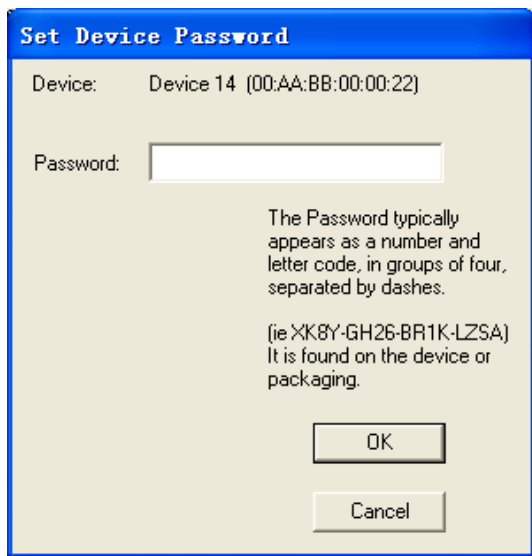 Set Device Password
Device: Device 14 (00:AA:BB:00:00:22)
Password:
The Password typically
appears as a number and
letter code, in groups of four,
separated by dashes.
(ie XK8Y-GH26-BR1K-LZSA)
It is found on the device or
packaging.
OK
Cancel